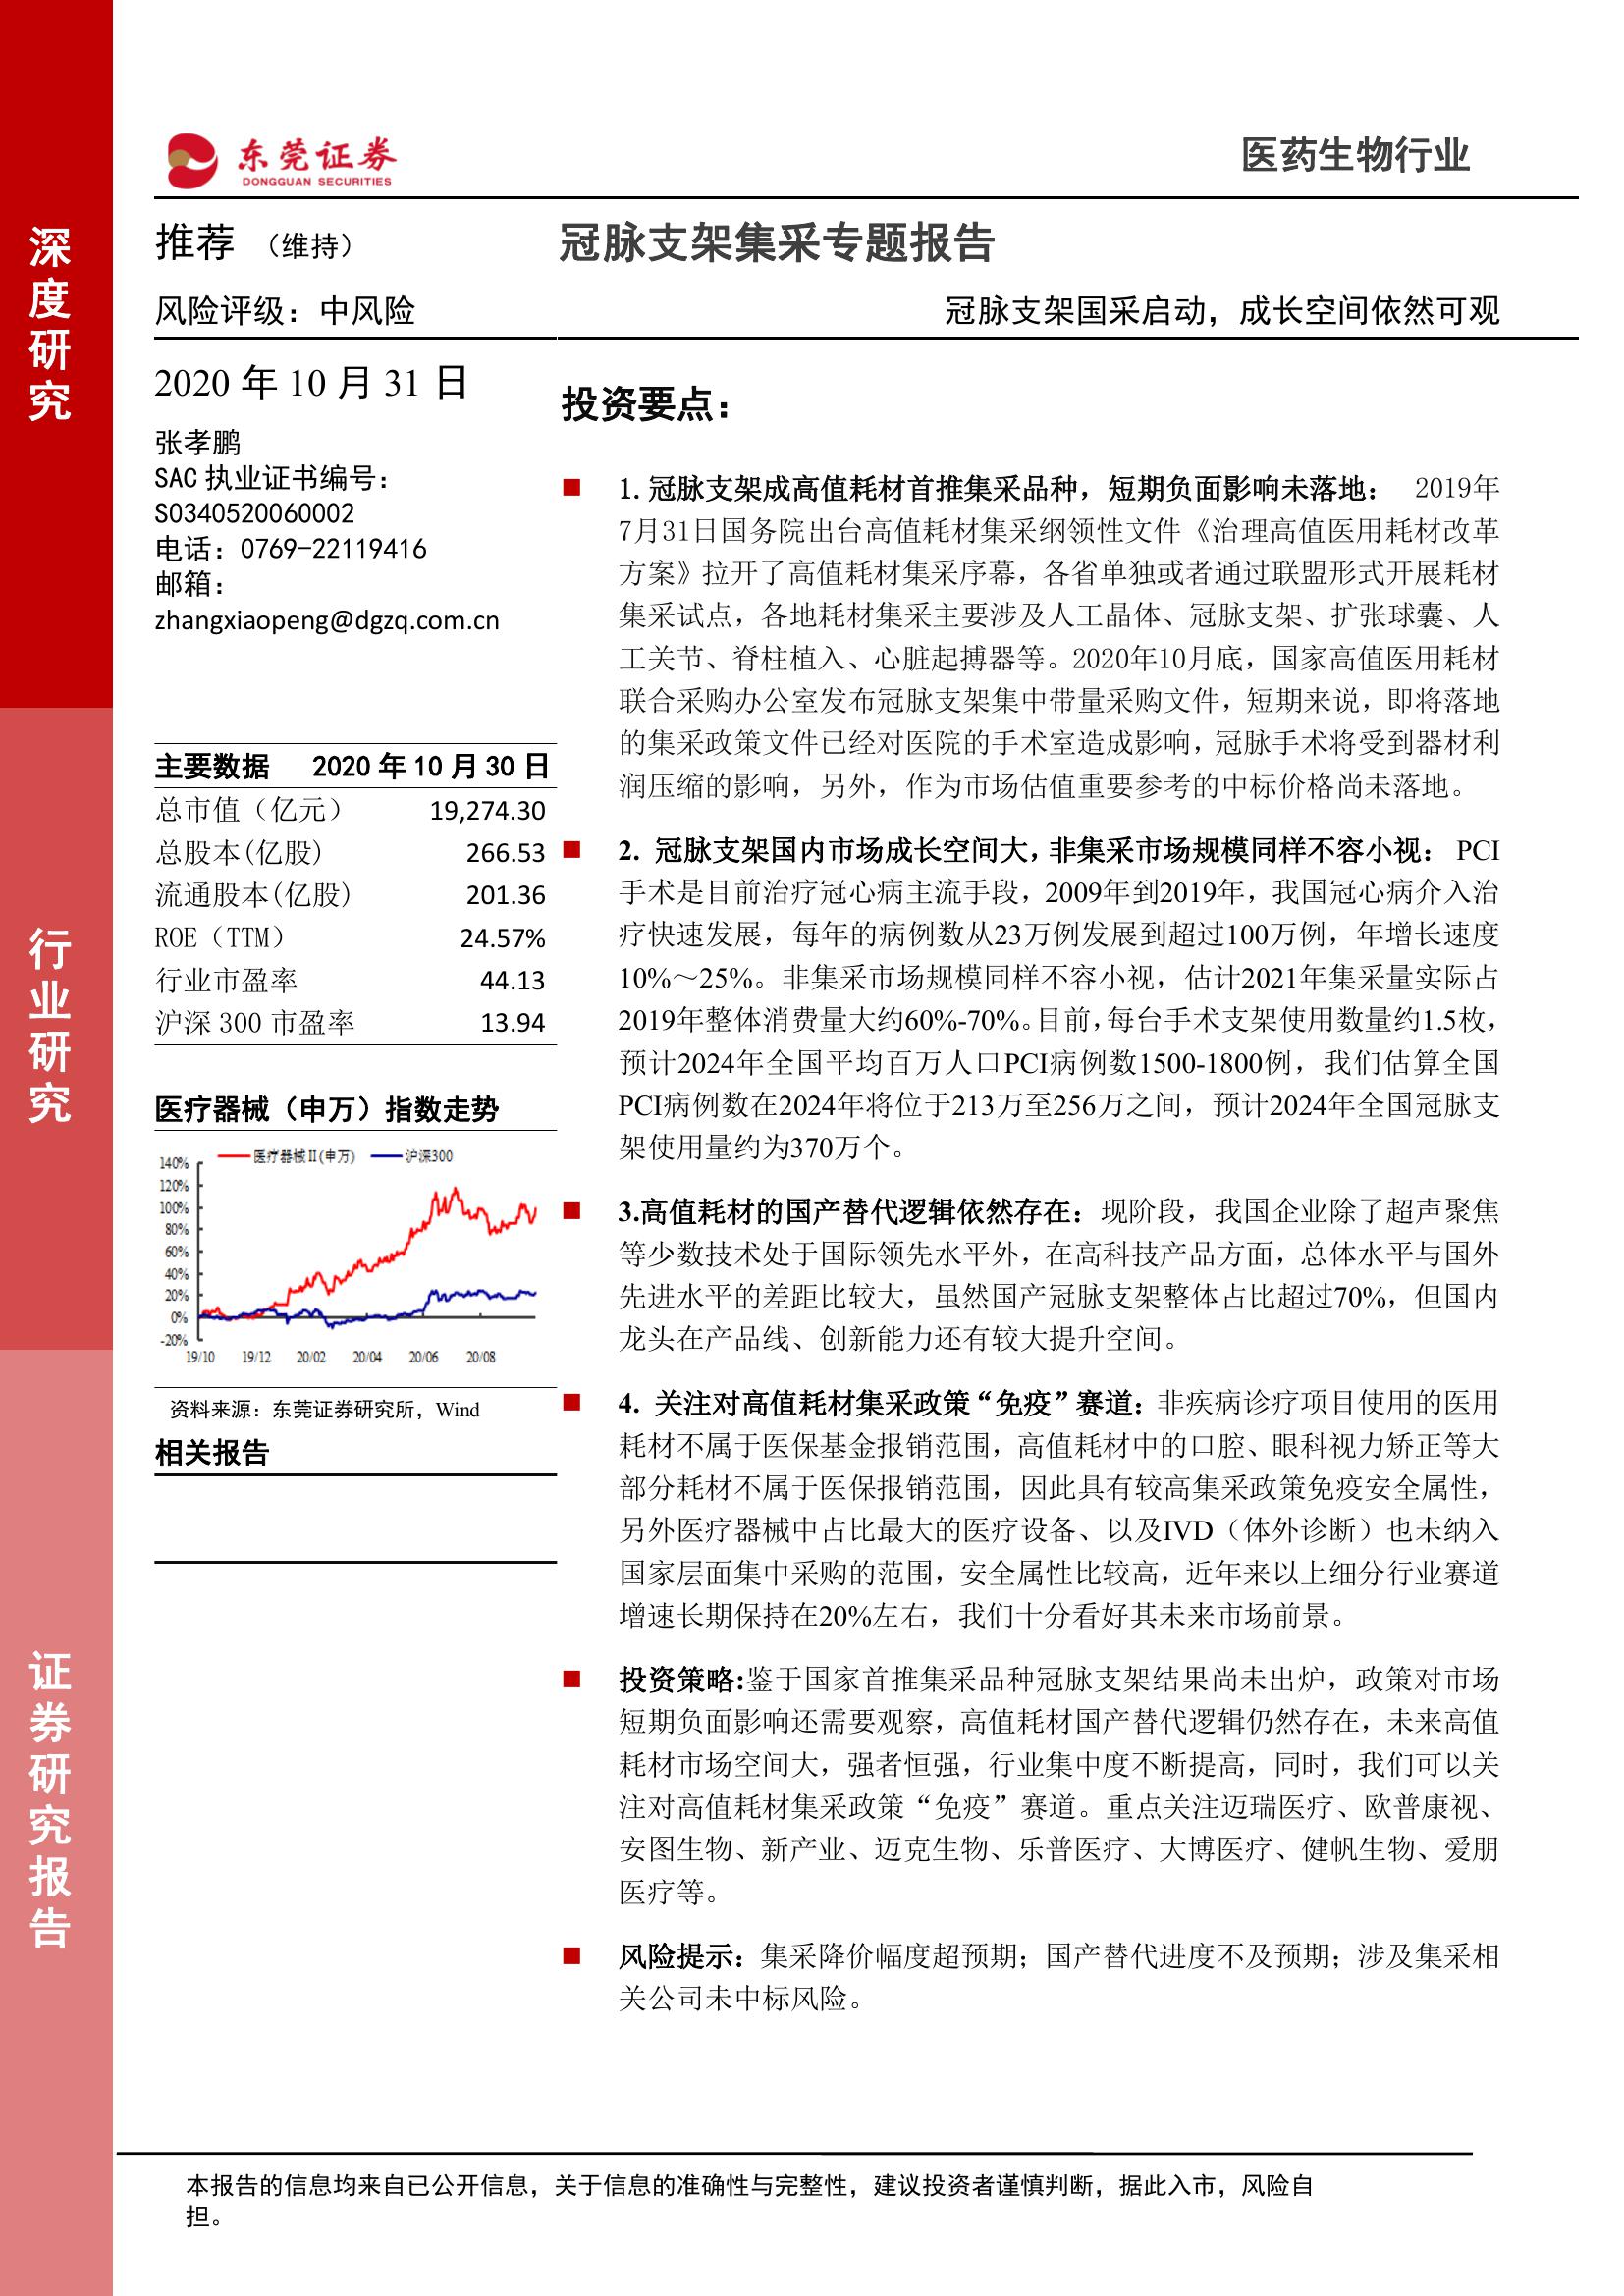 东莞证券
DONGGUAN SECURITIES
医药生物行业
深度研究
行业研究
证券研究报告
推荐 （维持）
风险评级：中风险
冠脉支架集采专题报告
冠脉支架国采启动，成长空间依然可观
2020 年 10 月 31 日
张孝鹏
SAC 执业证书编号：
S0340520060002
电话：0769-22119416
邮箱：
zhangxiaopeng@dgzq.com.cn
主要数据 2020 年 10 月 30 日
总市值（亿元） 19,274.30
总股本(亿股) 266.53
流通股本(亿股) 201.36
ROE（TTM） 24.57%
行业市盈率 44.13
沪深 300 市盈率 13.94
医疗器械（申万）指数走势
医疗器械Ⅱ(申万) 沪深300
140%
120%
100%
80%
60%
40%
20%
0%
-20%
19/10 19/12 20/02 20/04 20/06 20/08
资料来源：东莞证券研究所，Wind
相关报告
投资要点：
1. 冠脉支架成高值耗材首推集采品种，短期负面影响未落地： 2019年
7月31日国务院出台高值耗材集采纲领性文件《治理高值医用耗材改革
方案》拉开了高值耗材集采序幕，各省单独或者通过联盟形式开展耗材
集采试点，各地耗材集采主要涉及人工晶体、冠脉支架、扩张球囊、人
工关节、脊柱植入、心脏起搏器等。2020年10月底，国家高值医用耗材
联合采购办公室发布冠脉支架集中带量采购文件，短期来说，即将落地
的集采政策文件已经对医院的手术室造成影响，冠脉手术将受到器材利
润压缩的影响，另外，作为市场估值重要参考的中标价格尚未落地。
2. 冠脉支架国内市场成长空间大，非集采市场规模同样不容小视： PCI
手术是目前治疗冠心病主流手段，2009年到2019年，我国冠心病介入治
疗快速发展，每年的病例数从23万例发展到超过100万例，年增长速度
10%～25%。非集采市场规模同样不容小视，估计2021年集采量实际占
2019年整体消费量大约60%-70%。目前，每台手术支架使用数量约1.5枚，
预计2024年全国平均百万人口PCI病例数1500-1800例，我们估算全国
PCI病例数在2024年将位于213万至256万之间，预计2024年全国冠脉支
架使用量约为370万个。
3.高值耗材的国产替代逻辑依然存在：现阶段，我国企业除了超声聚焦
等少数技术处于国际领先水平外，在高科技产品方面，总体水平与国外
先进水平的差距比较大，虽然国产冠脉支架整体占比超过70%，但国内
龙头在产品线、创新能力还有较大提升空间。
4. 关注对高值耗材集采政策“免疫”赛道：非疾病诊疗项目使用的医用
耗材不属于医保基金报销范围，高值耗材中的口腔、眼科视力矫正等大
部分耗材不属于医保报销范围，因此具有较高集采政策免疫安全属性，
另外医疗器械中占比最大的医疗设备、以及IVD（体外诊断）也未纳入
国家层面集中采购的范围，安全属性比较高，近年来以上细分行业赛道
增速长期保持在20%左右，我们十分看好其未来市场前景。
投资策略:鉴于国家首推集采品种冠脉支架结果尚未出炉，政策对市场
短期负面影响还需要观察，高值耗材国产替代逻辑仍然存在，未来高值
耗材市场空间大，强者恒强，行业集中度不断提高，同时，我们可以关
注对高值耗材集采政策“免疫”赛道。重点关注迈瑞医疗、欧普康视、
安图生物、新产业、迈克生物、乐普医疗、大博医疗、健帆生物、爱朋
医疗等。
风险提示：集采降价幅度超预期；国产替代进度不及预期；涉及集采相
关公司未中标风险。
本报告的信息均来自已公开信息，关于信息的准确性与完整性，建议投资者谨慎判断，据此入市，风险自
担。